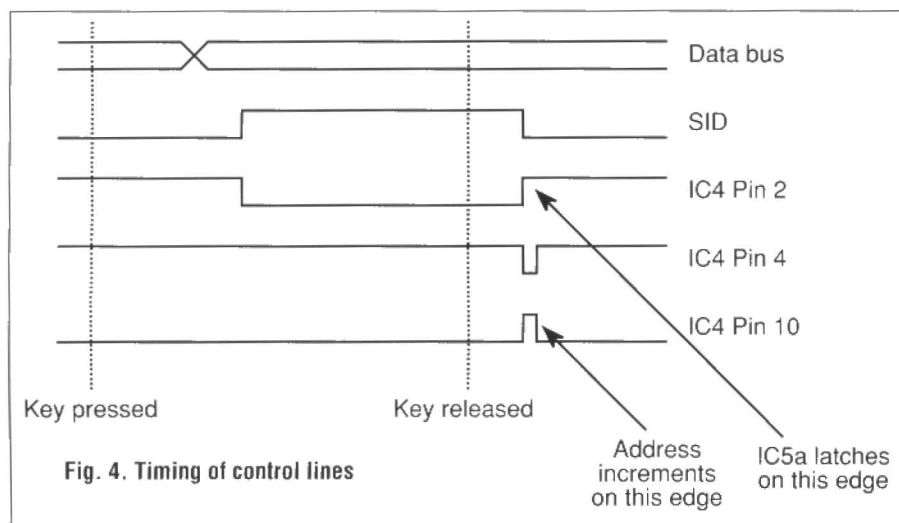 Data bus
SID
IC4 Pin 2
IC4 Pin 4
IC4 Pin 10
Key pressed
Key released
Address
increments
on this edge
IC5a latches
on this edge
Fig. 4. Timing of control lines